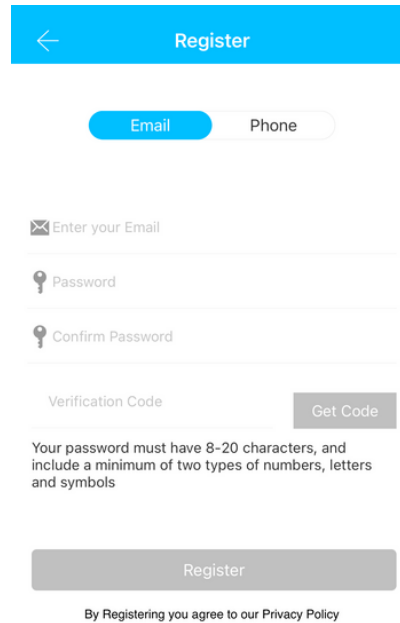 Register
Email
Phone
Enter your Email
Password
Confirm Password
Verification Code
Get Code
Your password must have 8-20 characters, and
include a minimum of two types of numbers, letters
and symbols
Register
By Registering you agree to our Privacy Policy